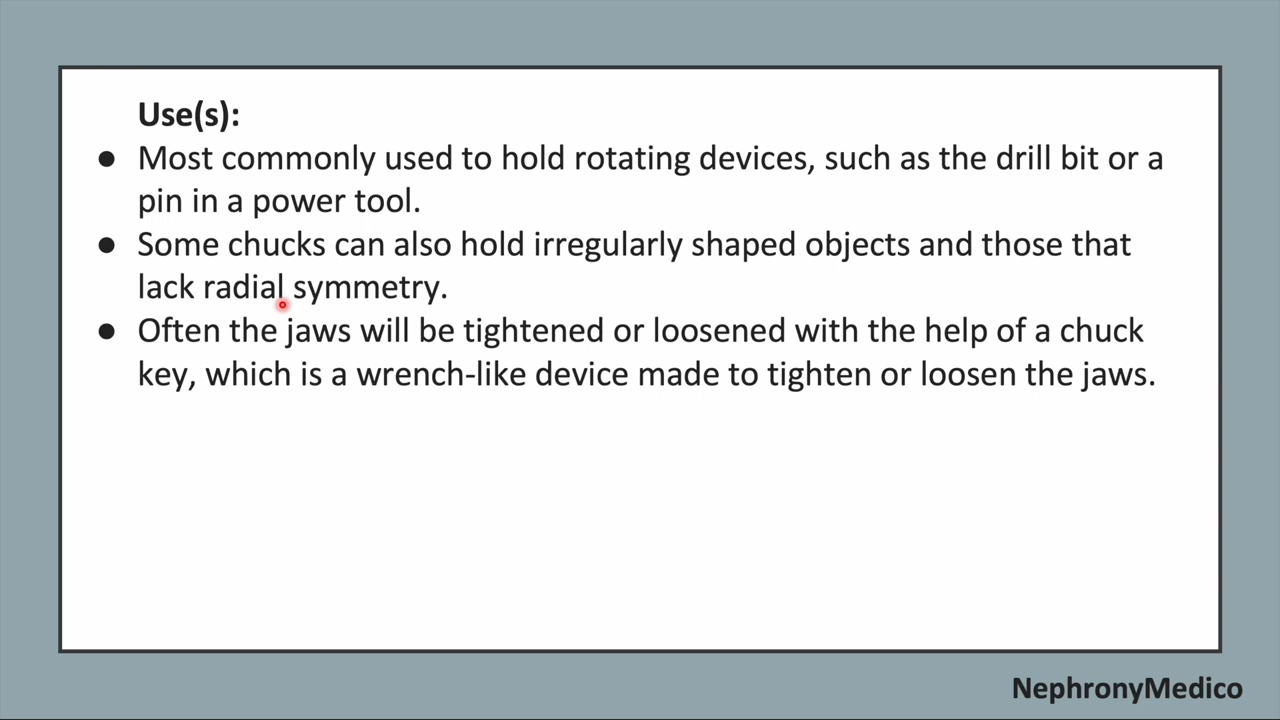 Use(s):
● Most commonly used to hold rotating devices, such as the drill bit or a
pin in a power tool.
● Some chucks can also hold irregularly shaped objects and those that
lack radial symmetry.
● Often the jaws will be tightened or loosened with the help of a chuck
key, which is a wrench-like device made to tighten or loosen the jaws.
NephronyMedico